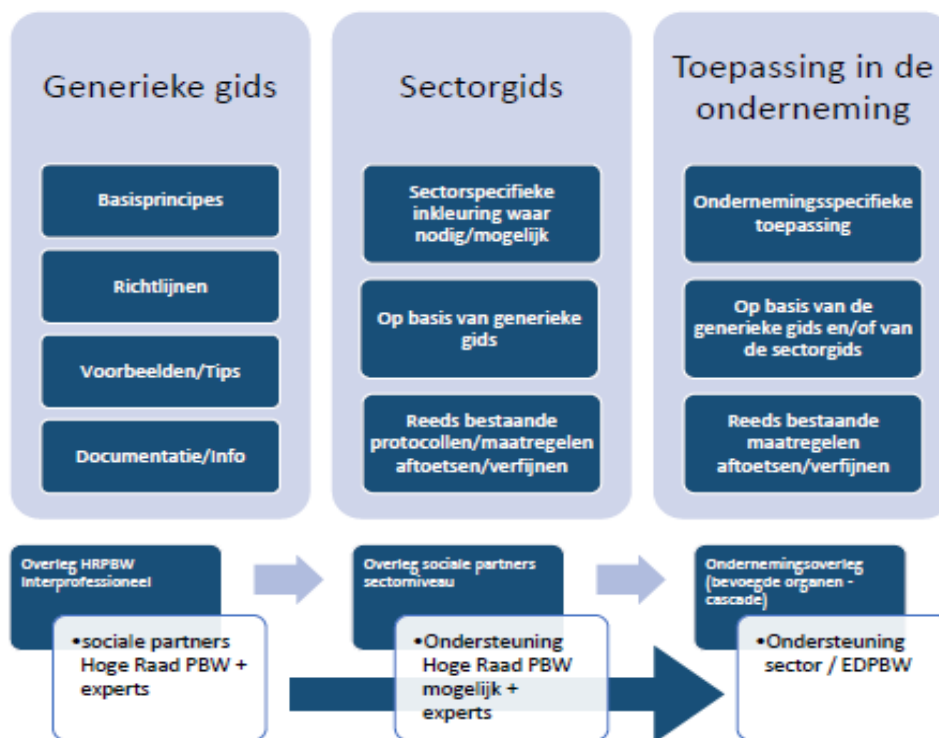 Generieke gids
Basisprincipes
Richtlijnen
Voorbeelden/Tips
Documentatie/Info
Sectorgids
Sectorspecifieke
inkleuring waar
nodig/mogelijk
Op basis van generieke
gids
Reeds bestaande
protocollen/maatregelen
aftoetsen/verfijnen
Toepassing in de
onderneming
Ondernemingsspecifieke
toepassing
Op basis van de
generieke gids en/of van
de sectorgids
Reeds bestaande
maatregelen
aftoetsen/verfijnen
Overleg HRPBW
Interprofessioneel
•sociale partners
Hoge Raad PBW +
experts
Overleg sociale partners
sectorniveau
•Ondersteuning
Hoge Raad PBW
mogelijk +
experts
Ondernemingsoverleg
(bevoegde organen -
cascade)
•Ondersteuning
sector / EDPBW